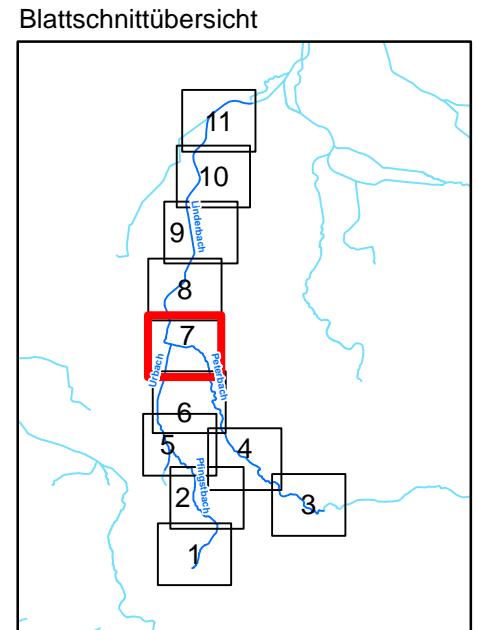 Blattschnittübersicht
11
10
Linderbach
9
8
7
Urbach
Peterbach
6
5
4
Pfingstbach
2
3
1